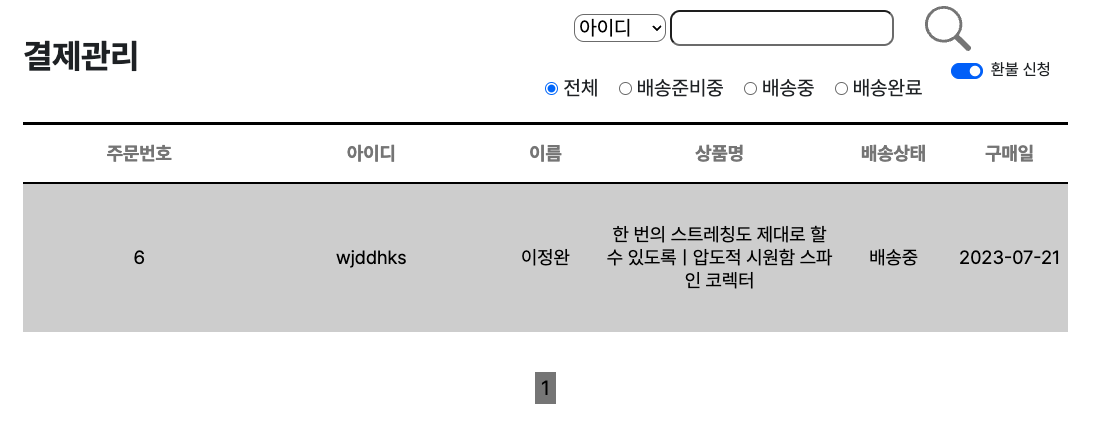 결제관리
아이디
환불 신청
전체 배송준비중 배송중 배송완료
주문번호 아이디 이름 상품명 배송상태 구매일
6 wjddhks 이정완 한 번의 스트레칭도 제대로 할 수 있도록 | 압도적 시원함 스파인 코렉터 배송중 2023-07-21
1